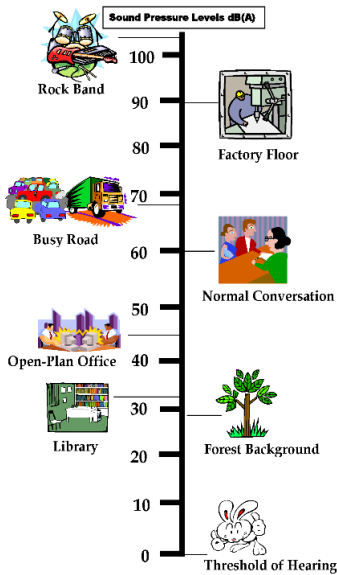 Sound Pressure Levels dB(A)
100
Rock Band
90
Factory Floor
80
70
Busy Road
60
Normal Conversation
50
Open-Plan Office
40
30
Library
Forest Background
20
10
0
Threshold of Hearing